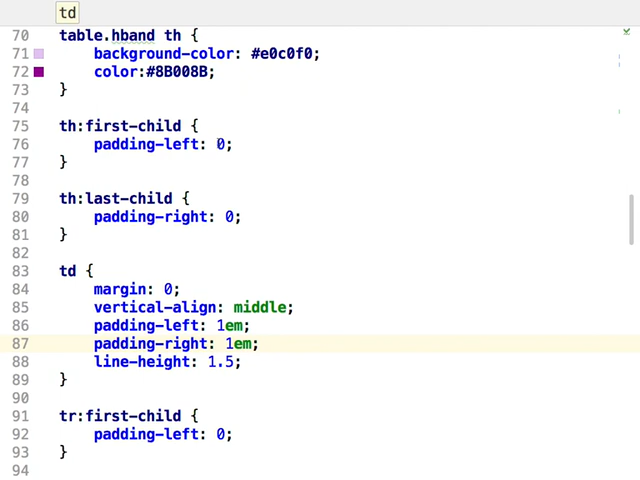 td
70 table.hband th {
71 background-color: #e0c0f0;
72 color:#8B008B;
73 }
74
75 th:first-child {
76 padding-left: 0;
77 }
78
79 th:last-child {
80 padding-right: 0;
81 }
82
83 td {
84 margin: 0;
85 vertical-align: middle;
86 padding-left: 1em;
87 padding-right: 1em;
88 line-height: 1.5;
89 }
90
91 tr:first-child {
92 padding-left: 0;
93 }
94